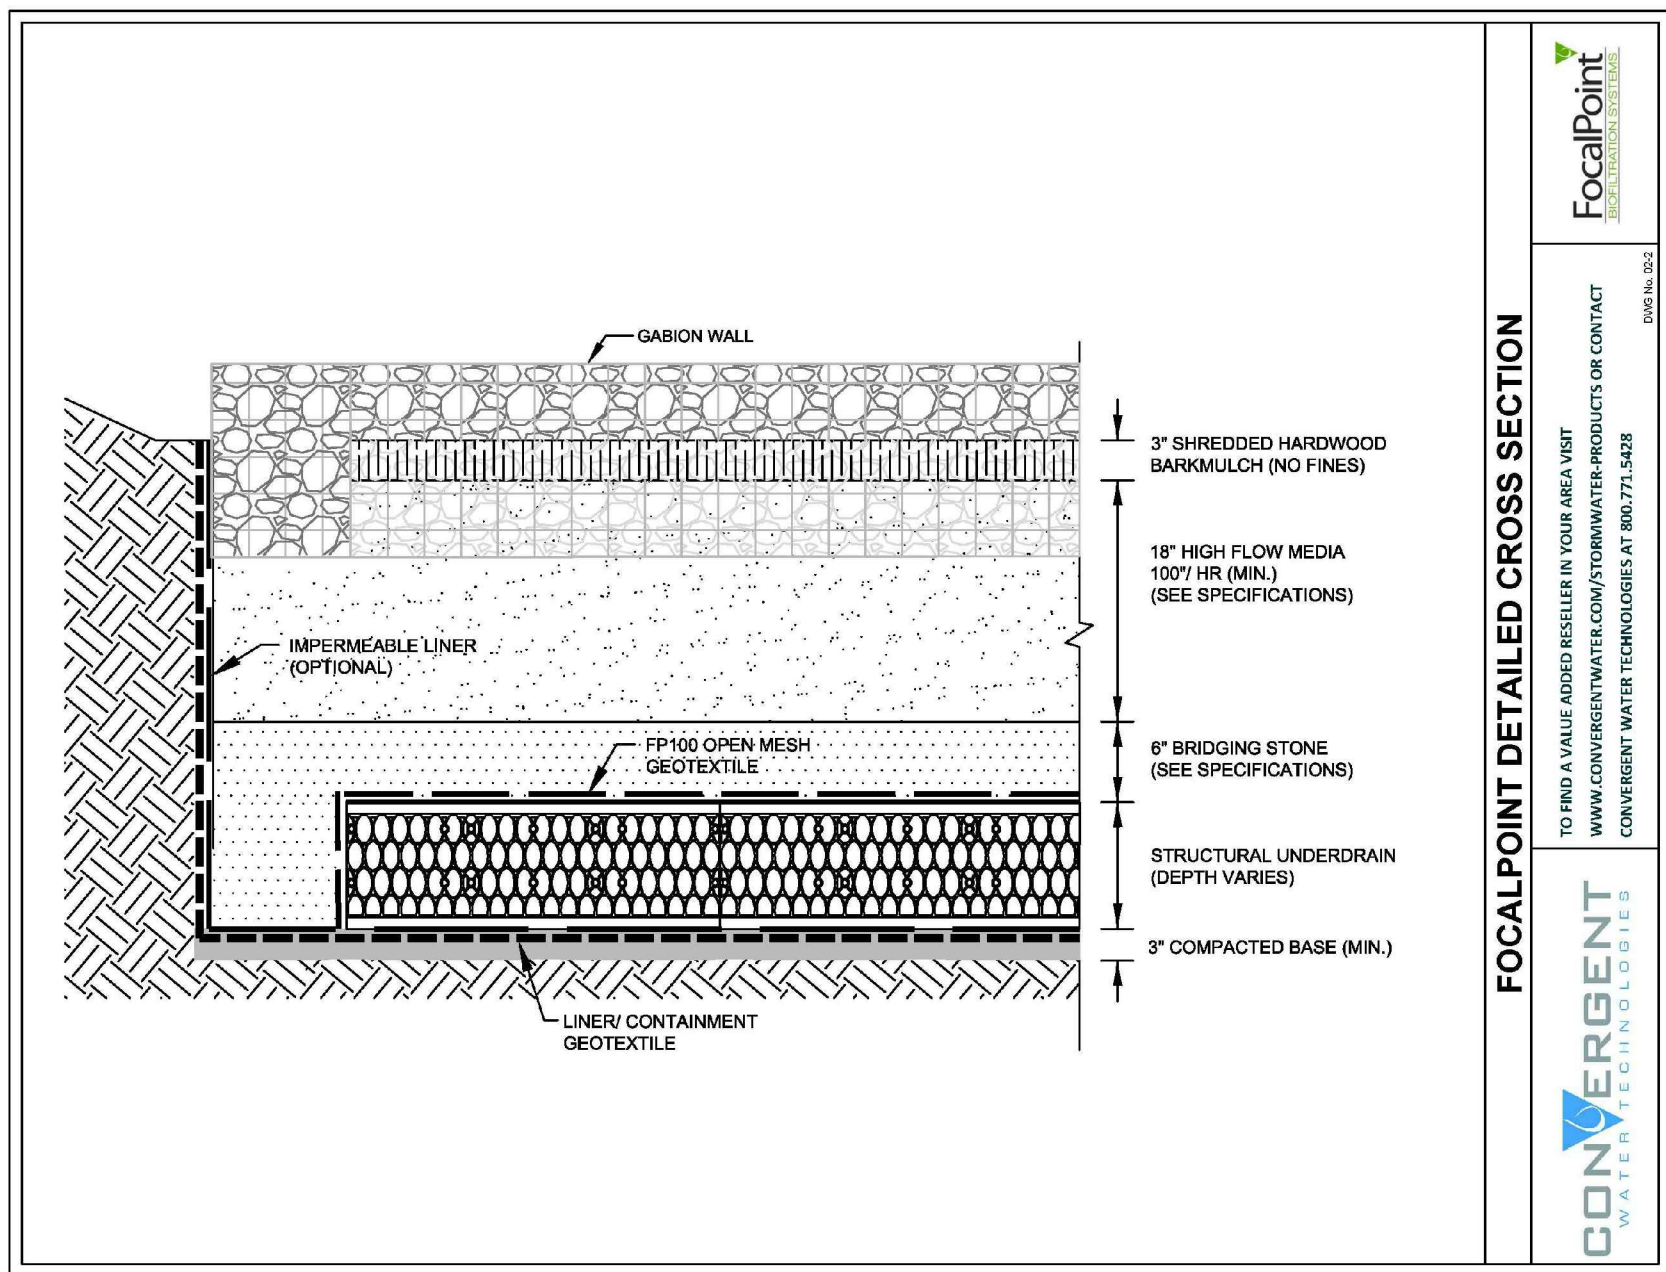 GABION WALL
3" SHREDDED HARDWOOD
BARKMULCH (NO FINES)
18" HIGH FLOW MEDIA
100"/ HR (MIN.)
(SEE SPECIFICATIONS)
IMPERMEABLE LINER
(OPTIONAL)
FP100 OPEN MESH
GEOTEXTILE
6" BRIDGING STONE
(SEE SPECIFICATIONS)
STRUCTURAL UNDERDRAIN
(DEPTH VARIES)
3" COMPACTED BASE (MIN.)
LINER/ CONTAINMENT
GEOTEXTILE
FOCALPOINT DETAILED CROSS SECTION
CONVERGENT
WATER TECHNOLOGIES
TO FIND A VALUE ADDED RESELLER IN YOUR AREA VISIT
WWW.CONVERGENTWATER.COM/STORMWATER-PRODUCTS OR CONTACT
CONVERGENT WATER TECHNOLOGIES AT 800.771.5428
DWG No. 02-2
FocalPoint
BIOFILTRATION SYSTEMS